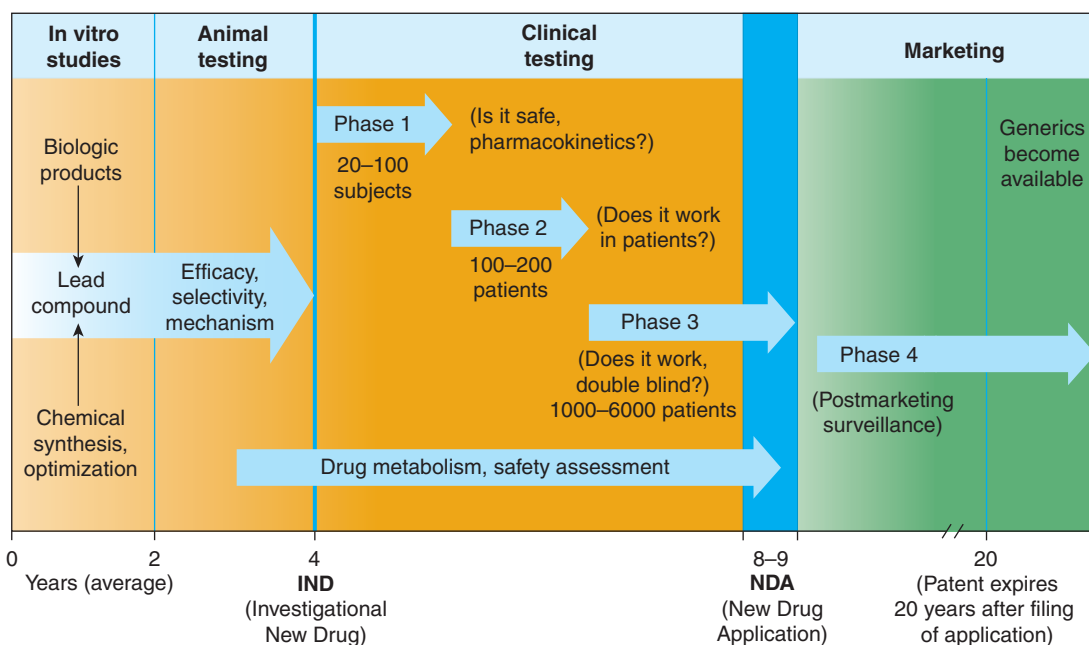 In vitro
studies
Animal
testing
Clinical
testing
Marketing
Biologic
products
Lead
compound
Chemical
synthesis,
optimization
Efficacy,
selectivity,
mechanism
Phase 1
20–100
subjects
(Is it safe,
pharmacokinetics?)
Phase 2
100–200
patients
(Does it work
in patients?)
Phase 3
(Does it work,
double blind?)
1000–6000 patients
Drug metabolism, safety assessment
Generics
become
available
Phase 4
(Postmarketing
surveillance)
0
2
4
8–9
20
Years (average)
IND
(Investigational
New Drug)
NDA
(New Drug
Application)
(Patent expires
20 years after filing
of application)